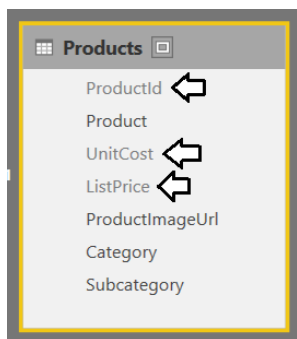 Products
ProductId
Product
UnitCost
ListPrice
ProductImageUrl
Category
Subcategory